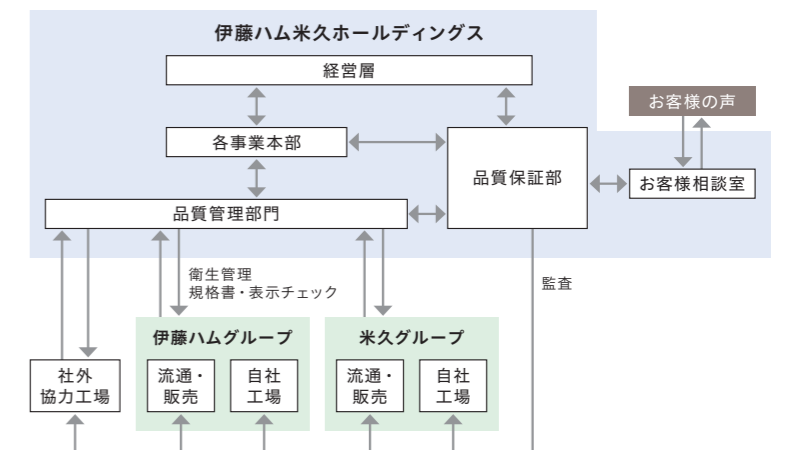 伊藤ハム米久ホールディングス
経営層
お客様の声
各事業本部
品質保証部
お客様相談室
品質管理部門
衛生管理
規格書・表示チェック
監査
伊藤ハムグループ
米久グループ
社外
協力工場
流通・
販売
自社
工場
流通・
販売
自社
工場